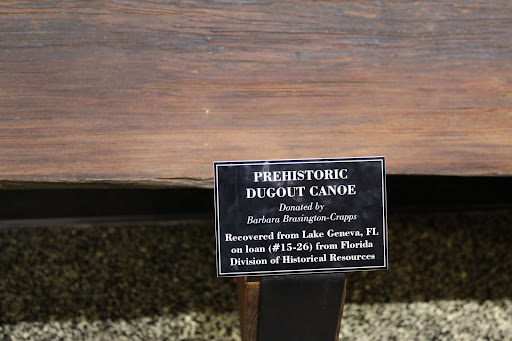 PREHISTORIC
DUGOUT CANOE
Donated by
Barbara Brasington-Crapps
Recovered from Lake Geneva, FL
on loan (#15-26) from Florida
Division of Historical Resources